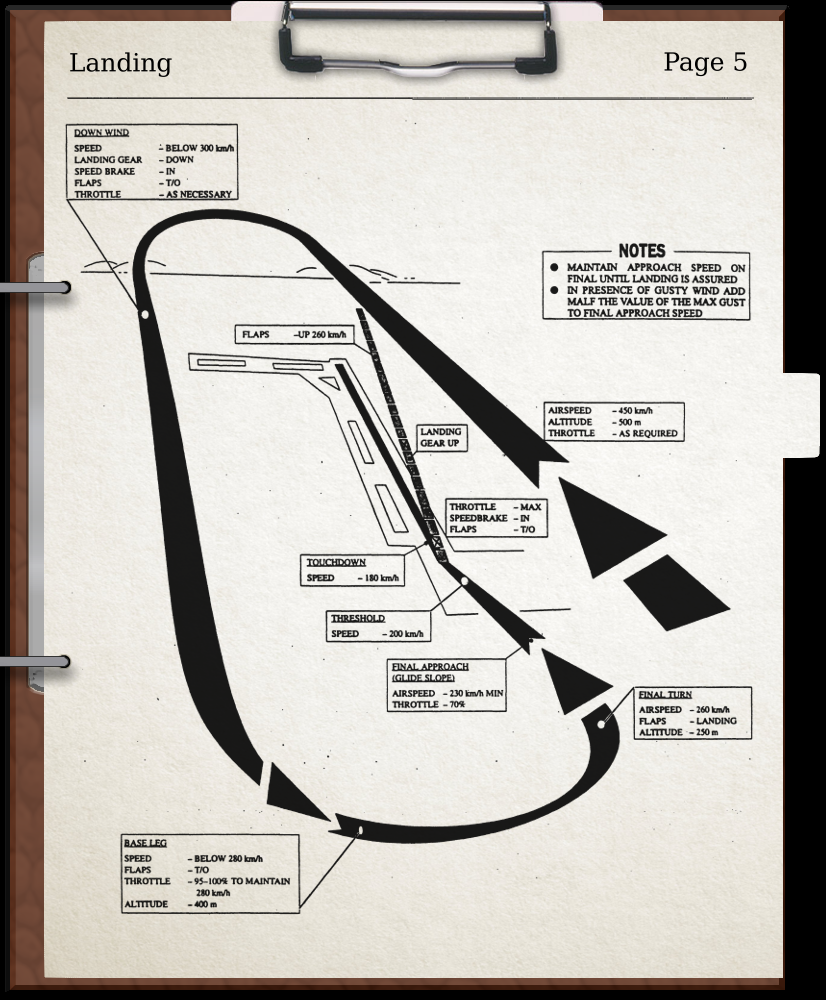 Landing
Page 5
DOWN WIND
SPEED – BELOW 300 km/h
LANDING GEAR – DOWN
SPEED BRAKE – IN
FLAPS – T/O
THROTTLE – AS NECESSARY
NOTES
● MAINTAIN APPROACH SPEED ON
FINAL UNTIL LANDING IS ASSURED
● IN PRESENCE OF GUSTY WIND ADD
MALF THE VALUE OF THE MAX GUST
TO FINAL APPROACH SPEED
FLAPS –UP 260 km/h
AIRSPEED – 450 km/h
ALTITUDE – 500 m
THROTTLE – AS REQUIRED
LANDING
GEAR UP
THROTTLE – MAX
SPEEDBRAKE – IN
FLAPS – T/O
TOUCHDOWN
SPEED – 180 km/h
THRESHOLD
SPEED – 200 km/h
FINAL APPROACH
(GLIDE SLOPE)
AIRSPEED – 230 km/h MIN
THROTTLE – 70%
FINAL TURN
AIRSPEED – 260 km/h
FLAPS – LANDING
ALTITUDE – 250 m
BASE LEG
SPEED – BELOW 280 km/h
FLAPS – T/O
THROTTLE – 95–100% TO MAINTAIN
280 km/h
ALTITUDE – 400 m